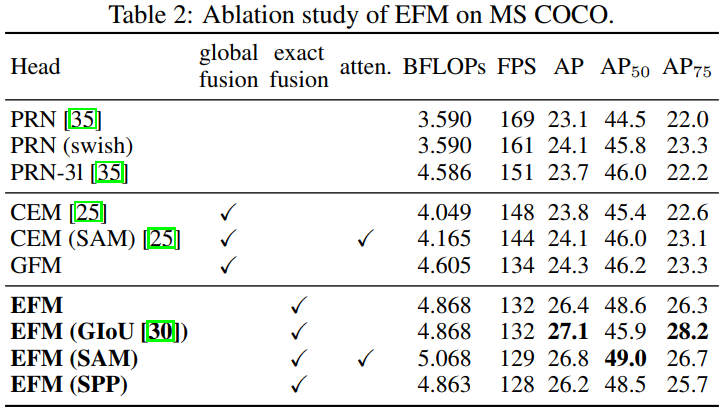 Table 2: Ablation study of EFM on MS COCO.
Head global fusion exact fusion atten. BFLOPs FPS AP AP50 AP75
PRN [35] 3.590 169 23.1 44.5 22.0
PRN (swish) 3.590 161 24.1 45.8 23.3
PRN-3l [35] 4.586 151 23.7 46.0 22.2
CEM [25] ✓ 4.049 148 23.8 45.4 22.6
CEM (SAM) [25] ✓ ✓ 4.165 144 24.1 46.0 23.1
GFM ✓ 4.605 134 24.3 46.2 23.3
EFM ✓ 4.868 132 26.4 48.6 26.3
EFM (GIoU [30]) ✓ 4.868 132 27.1 45.9 28.2
EFM (SAM) ✓ ✓ 5.068 129 26.8 49.0 26.7
EFM (SPP) ✓ 4.863 128 26.2 48.5 25.7